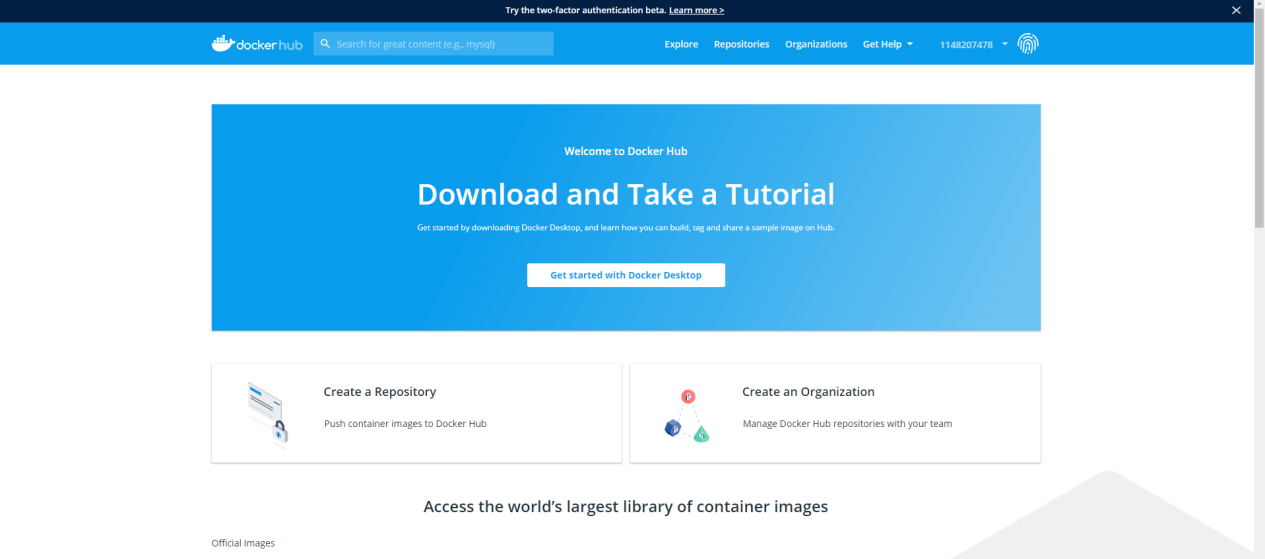 Try the two-factor authentication beta. Learn more >
dockerhub Search for great content (e.g., mysql) Explore Repositories Organizations Get Help 1148207478
Welcome to Docker Hub
Download and Take a Tutorial
Get started by downloading Docker Desktop, and learn how you can build, tag and share a sample image on Hub.
Get started with Docker Desktop
Create a Repository
Push container images to Docker Hub
Create an Organization
Manage Docker Hub repositories with your team
Access the world’s largest library of container images
Official Images